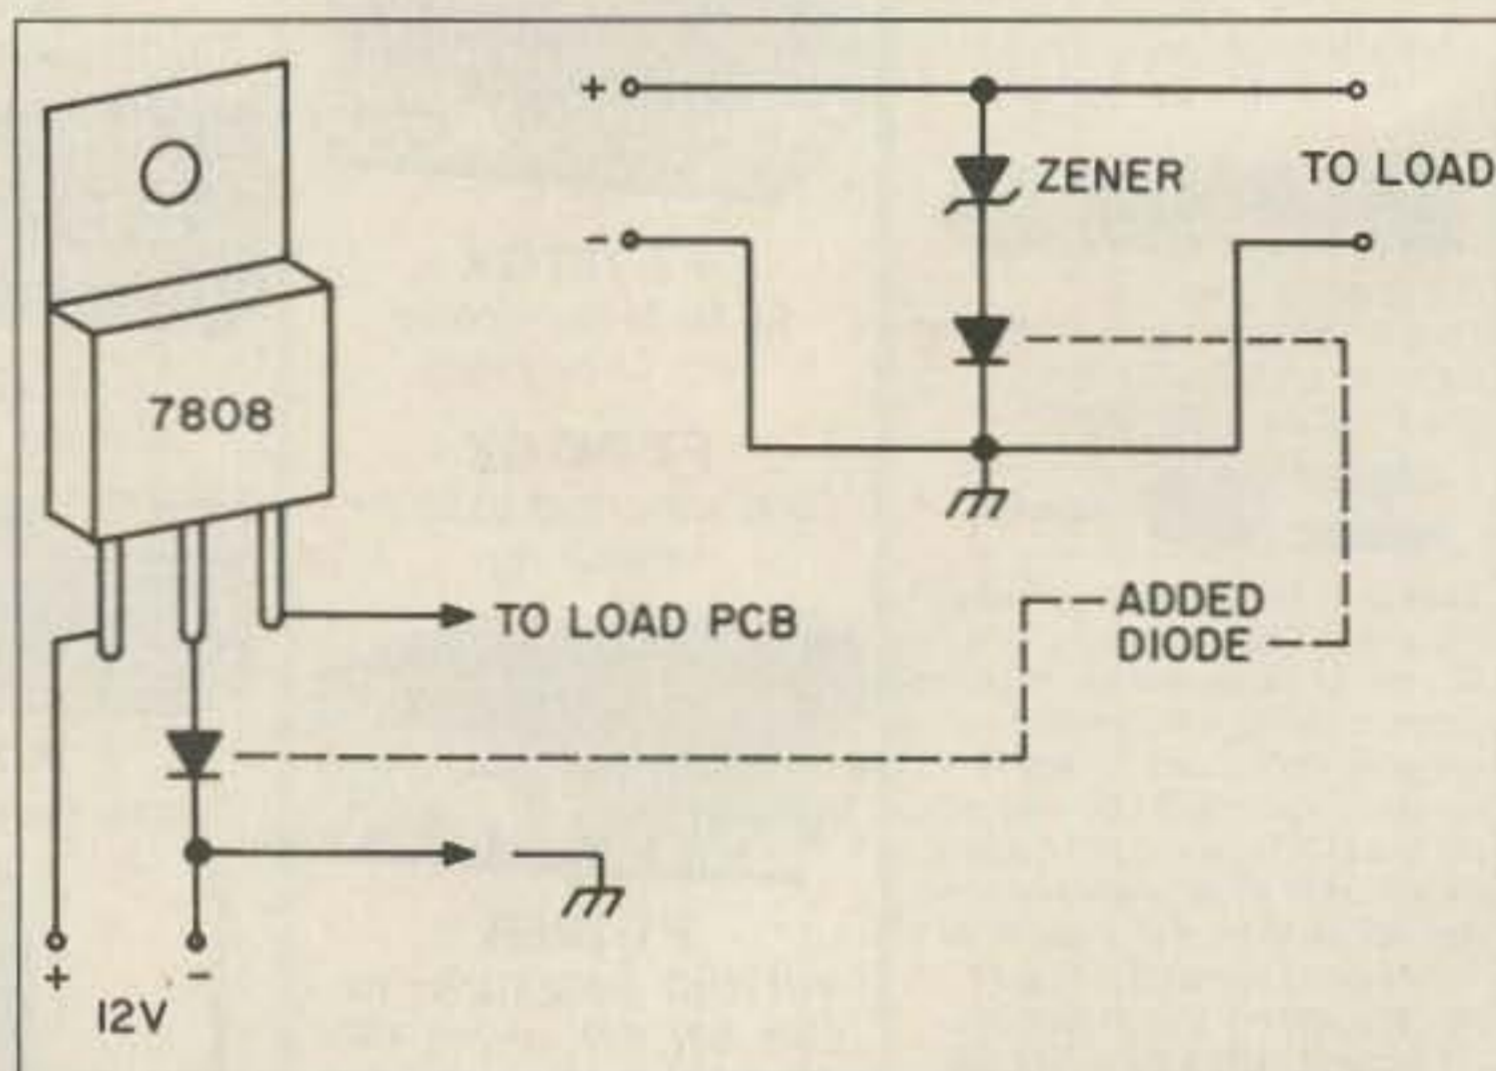 +
ZENER
TO LOAD
-
7808
TO LOAD PCB
ADDED
DIODE
+
-
12V